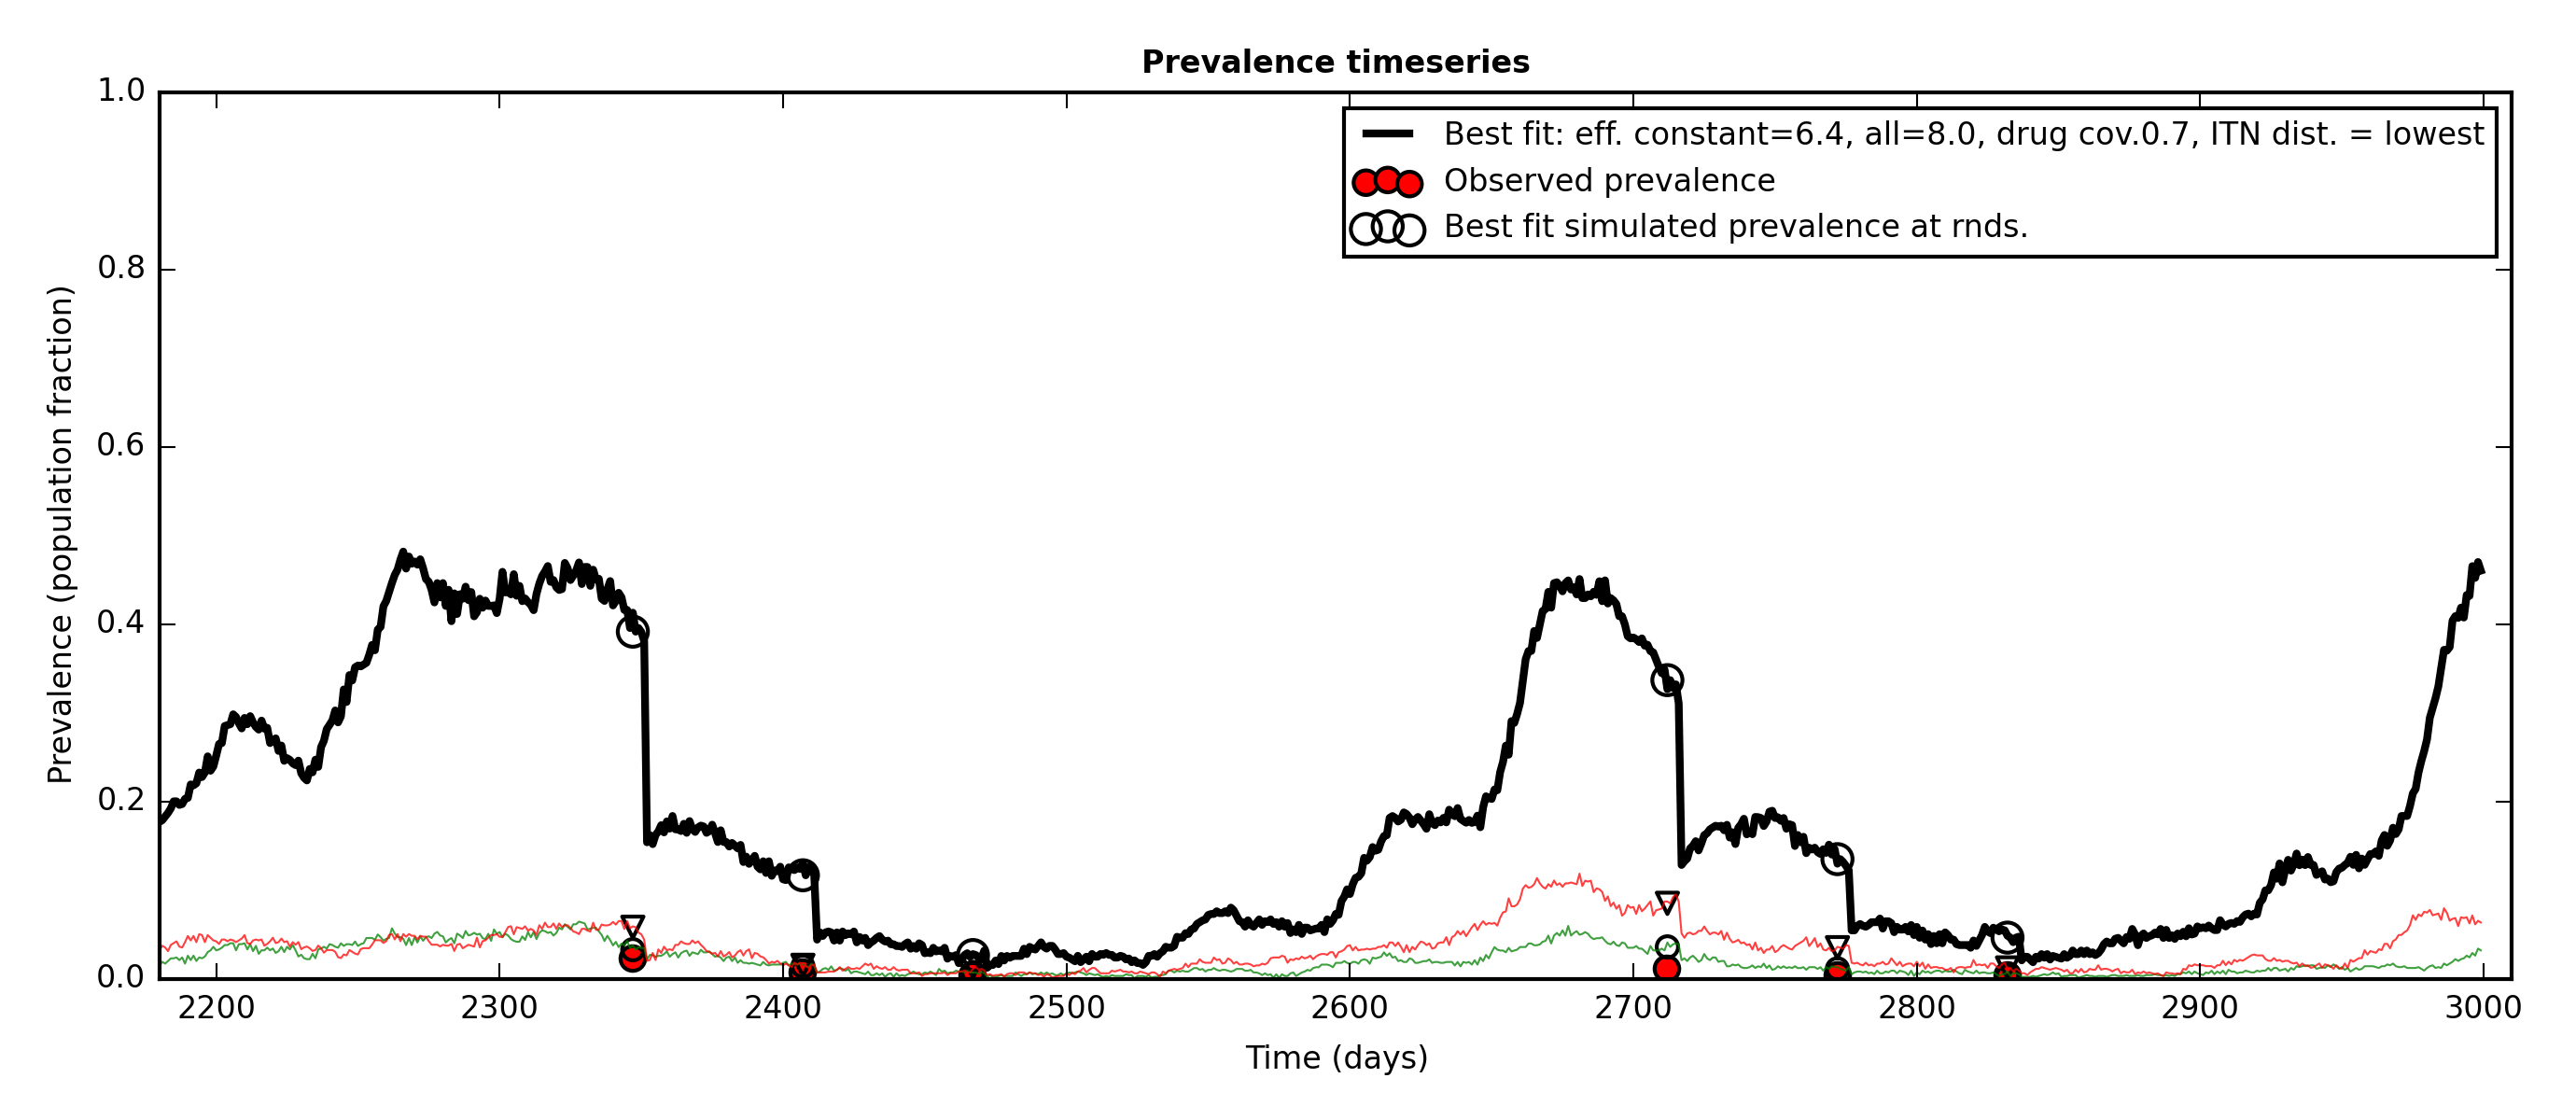 Prevalence timeseries
1.0
0.8
0.6
0.4
0.2
0.0
Prevalence (population fraction)
Best fit: eff. constant=6.4, all=8.0, drug cov.0.7, ITN dist. = lowest
Observed prevalence
Best fit simulated prevalence at rnds.
2200 2300 2400 2500 2600 2700 2800 2900 3000
Time (days)